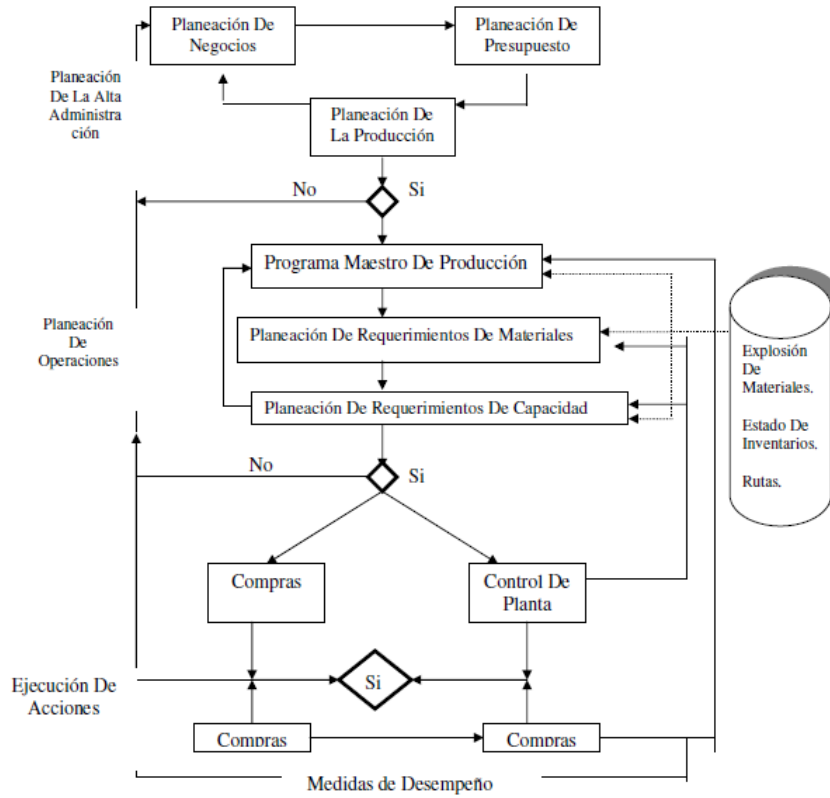 Planeación De
Negocios
Planeación De
Presupuesto
Planeación
De La Alta
Administra
ción
Planeación De
La Producción
No
Si
Programa Maestro De Producción
Planeación
De
Operaciones
Planeación De Requerimientos De Materiales
Planeación De Requerimientos De Capacidad
Explosión
De
Materiales.
Estado De
Inventarios.
Rutas.
No
Si
Compras
Control De
Planta
Ejecución De
Acciones
Si
Compras
Compras
Medidas de Desempeño